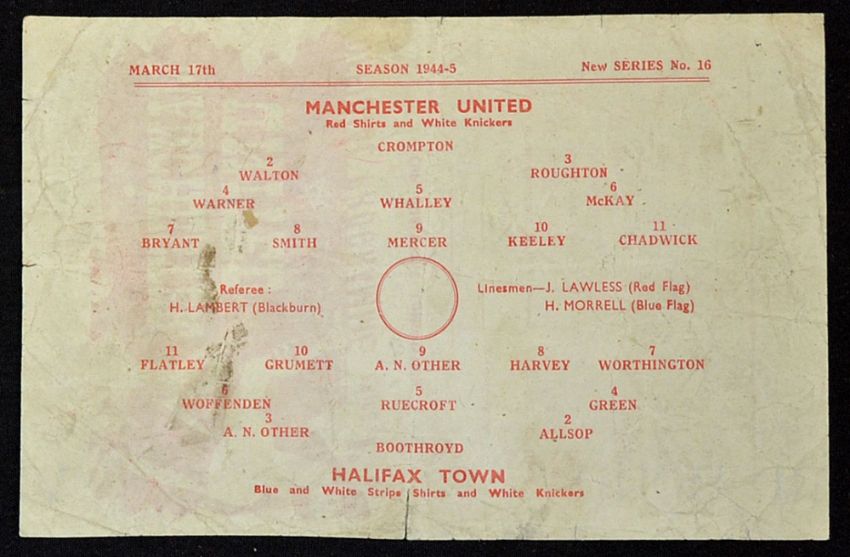 MARCH 17th SEASON 1944-5 New SERIES No. 16
MANCHESTER UNITED
Red Shirts and White Knickers
CROMPTON
2 3
WALTON ROUGHTON
4 5 6
WARNER WHALLEY McKAY
7 8 9 10 11
BRYANT SMITH MERCER KEELEY CHADWICK
Referee : Linesmen—J. LAWLESS (Red Flag)
H. LAMBERT (Blackburn) H. MORRELL (Blue Flag)
11 10 9 8 7
FLATLEY GRUMETT A. N. OTHER HARVEY WORTHINGTON
6 5 4
WOFFENDEN RUECROFT GREEN
3 2
A. N. OTHER ALLSOP
BOOTHROYD
HALIFAX TOWN
Blue and White Stripe Shirts and White Knickers